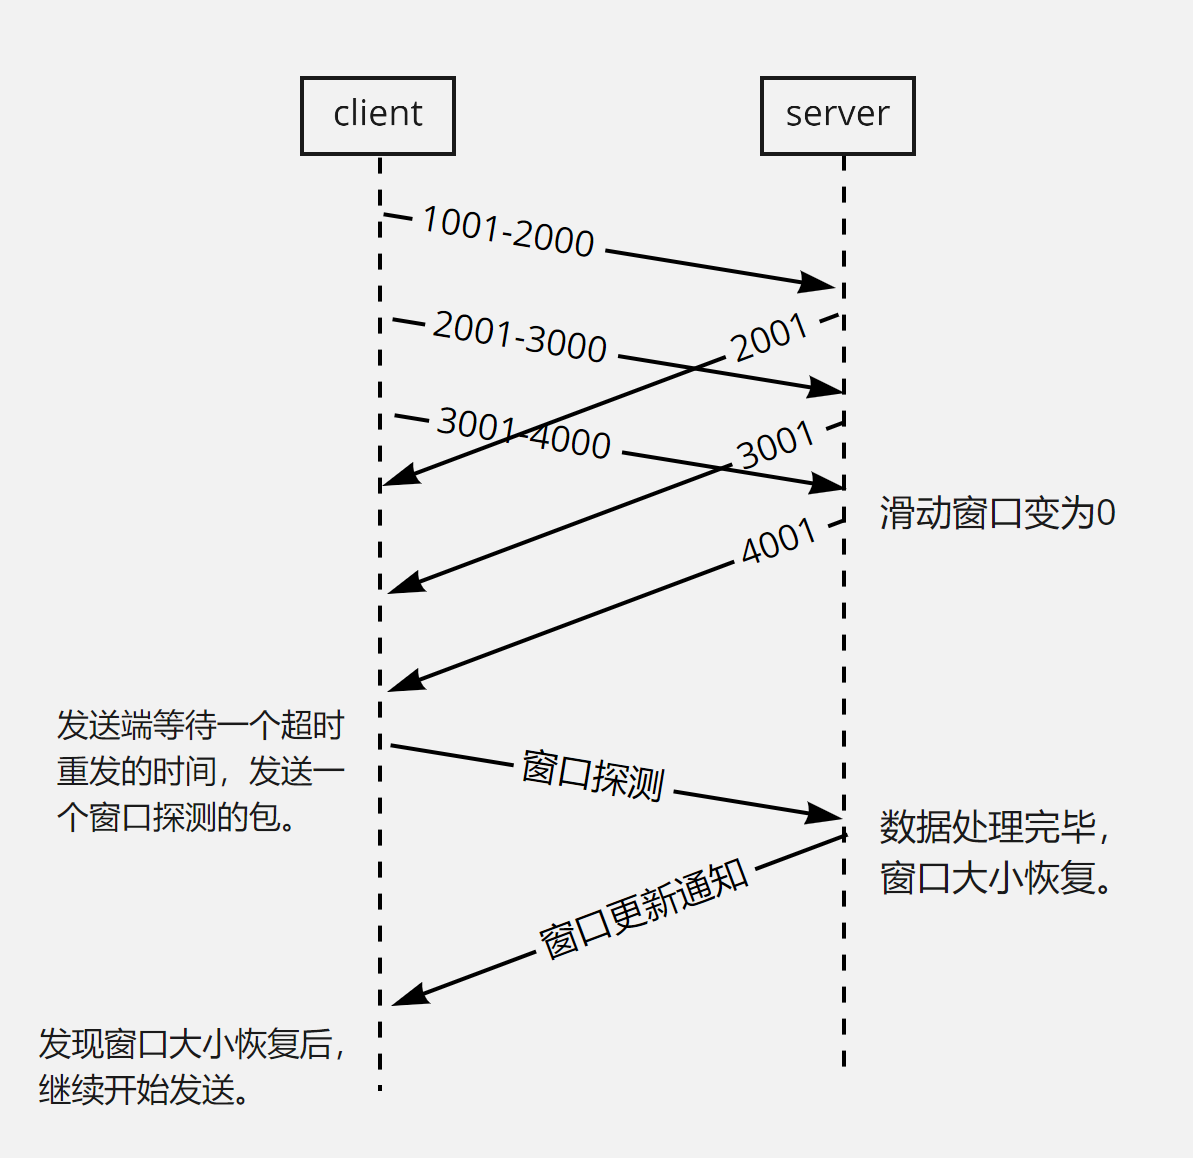 client
server
1001-2000
2001
2001-3000
3001
3001-4000
滑动窗口变为0
4001
发送端等待一个超时
重发的时间，发送一
个窗口探测的包。
窗口探测
数据处理完毕，
窗口大小恢复。
窗口更新通知
发现窗口大小恢复后，
继续开始发送。